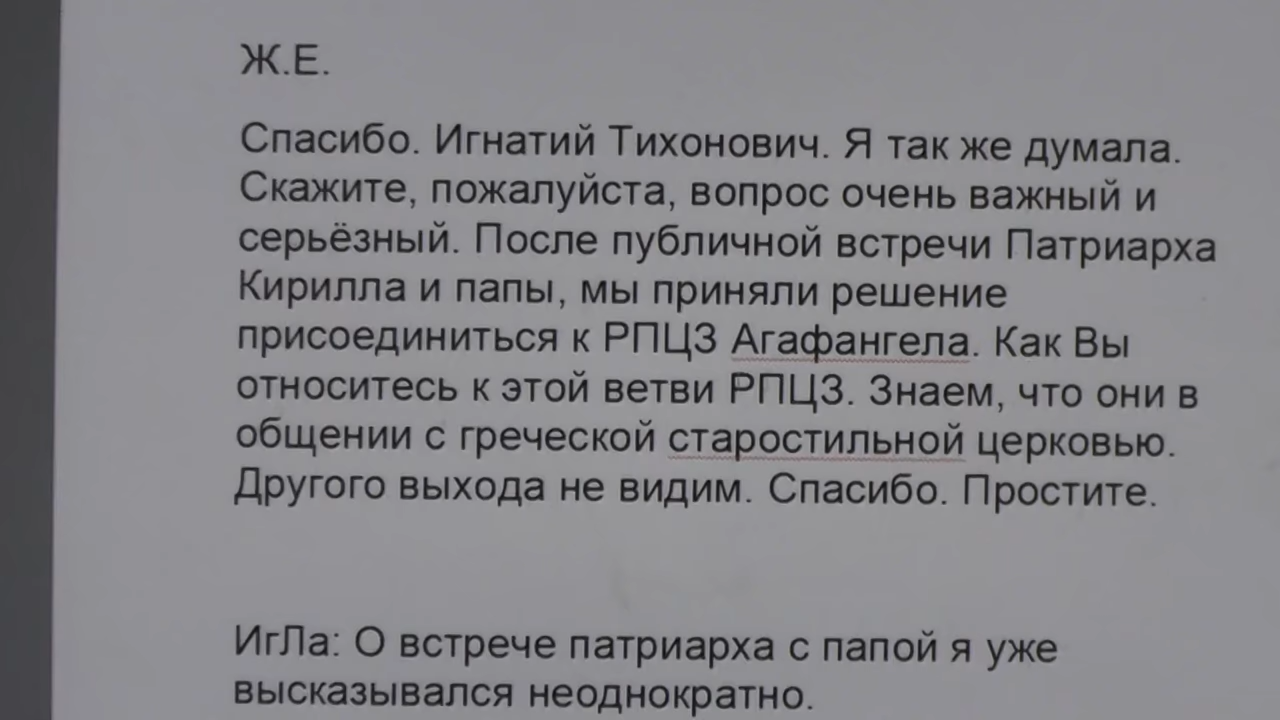 Ж.Е.
Спасибо. Игнатий Тихонович. Я так же думала.
Скажите, пожалуйста, вопрос очень важный и
серьёзный. После публичной встречи Патриарха
Кирилла и папы, мы приняли решение
присоединиться к РПЦЗ Агафангела. Как Вы
относитесь к этой ветви РПЦЗ. Знаем, что они в
общении с греческой старостильной церковью.
Другого выхода не видим. Спасибо. Простите.
ИгЛа: О встрече патриарха с папой я уже
высказывался неоднократно.